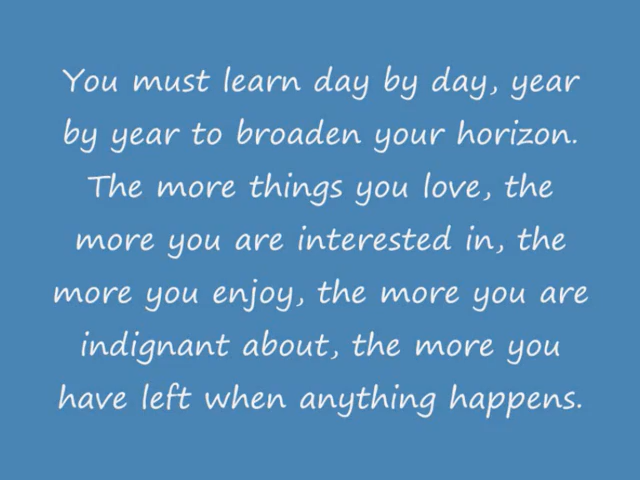 You must learn day by day, year
by year to broaden your horizon.
The more things you love, the
more you are interested in, the
more you enjoy, the more you are
indignant about, the more you
have left when anything happens.